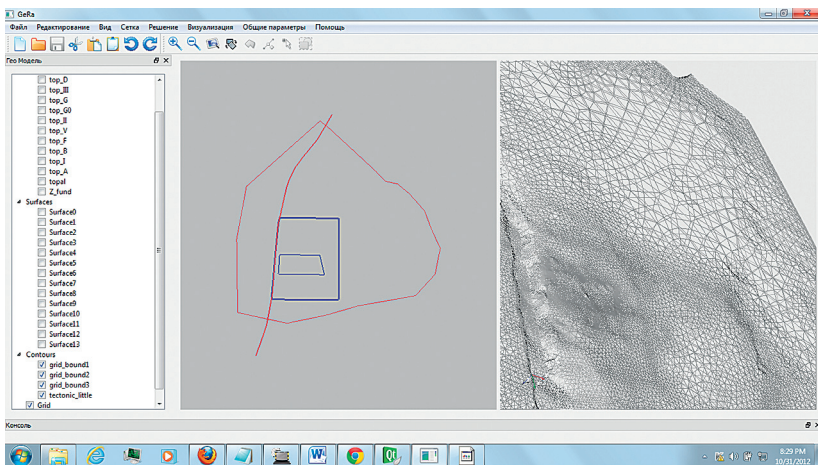 GeRa
Файл Редактирование Вид Сетка Решение Визуализация Общие параметры Помощь
Гео Модель
top_D
top_III
top_G
top_G0
top_II
top_V
top_F
top_B
top_I
top_A
topal
Z_fund
Surfaces
Surface0
Surface1
Surface2
Surface3
Surface4
Surface5
Surface6
Surface7
Surface8
Surface9
Surface10
Surface11
Surface12
Surface13
Contours
grid_bound1
grid_bound2
grid_bound3
tectonic_little
Grid
Консоль
8:29 PM
10/31/2012